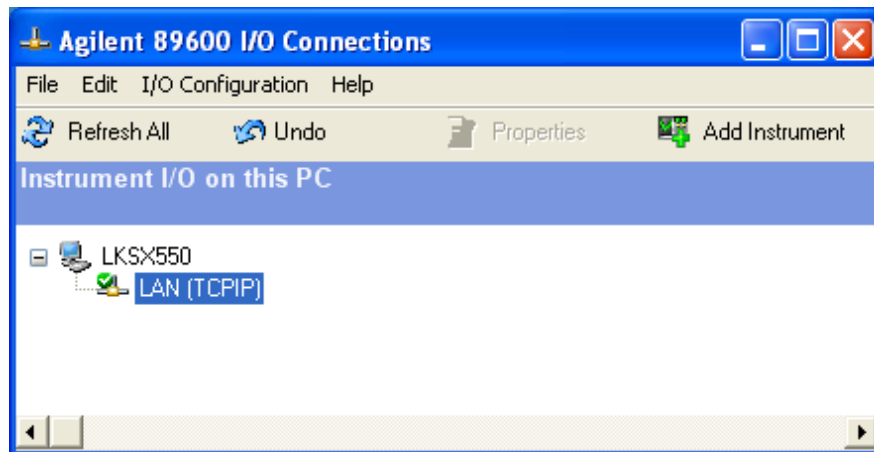 Agilent 89600 I/O Connections
File Edit I/O Configuration Help
Refresh All Undo Properties Add Instrument
Instrument I/O on this PC
LKSX550
LAN (TCPIP)